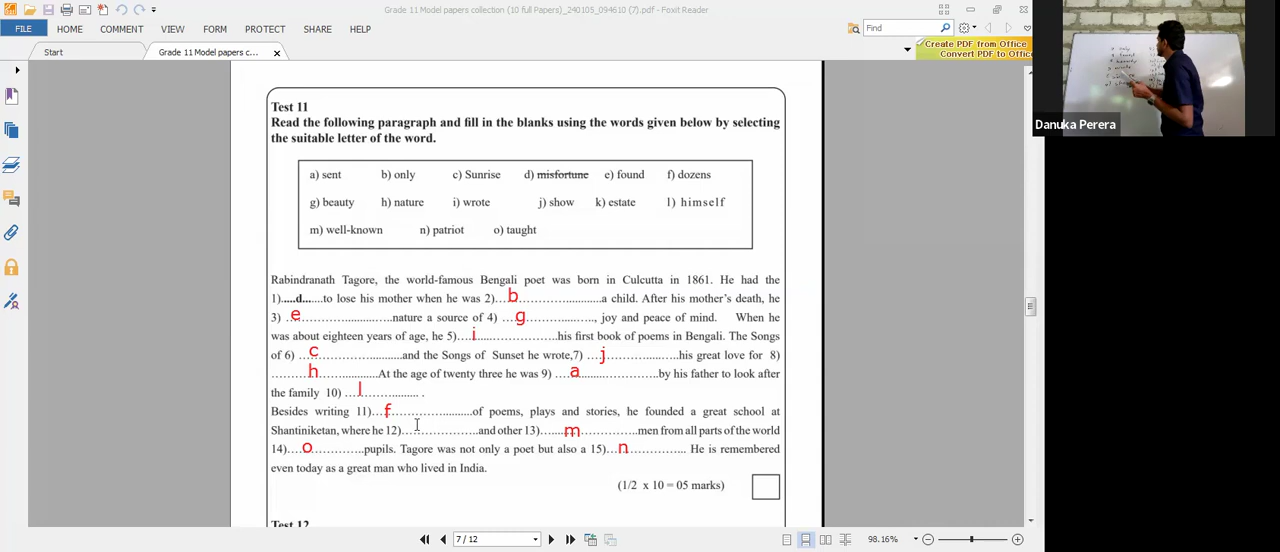 Grade 11 Model papers collection (10 full Papers)_240105_094610 (7).pdf - Foxit Reader
FILE HOME COMMENT VIEW FORM PROTECT SHARE HELP
Find
Start
Grade 11 Model papers c...
Create PDF from Office
Convert PDF to Offic
Danuka Perera
Test 11
Read the following paragraph and fill in the blanks using the words given below by selecting
the suitable letter of the word.
a) sent b) only c) Sunrise d) misfortune e) found f) dozens
g) beauty h) nature i) wrote j) show k) estate l) himself
m) well-known n) patriot o) taught
Rabindranath Tagore, the world-famous Bengali poet was born in Culcutta in 1861. He had the
1).....d.......to lose his mother when he was 2)...b.....................a child. After his mother's death, he
3) e.....................nature a source of 4) ...g............., joy and peace of mind. When he
was about eighteen years of age, he 5)....i.....................his first book of poems in Bengali. The Songs
of 6) ...c.....................and the Songs of Sunset he wrote,7) ...j.....................his great love for 8)
.........h..............At the age of twenty three he was 9) ....a.....................by his father to look after
the family 10) ...l............ .
Besides writing 11)...f.....................of poems, plays and stories, he founded a great school at
Shantiniketan, where he 12).....................and other 13)......m...............men from all parts of the world
14)....o...............pupils. Tagore was not only a poet but also a 15)...n.................. He is remembered
even today as a great man who lived in India.
(1/2 x 10 = 05 marks)
Test 12
7 / 12
98.16%